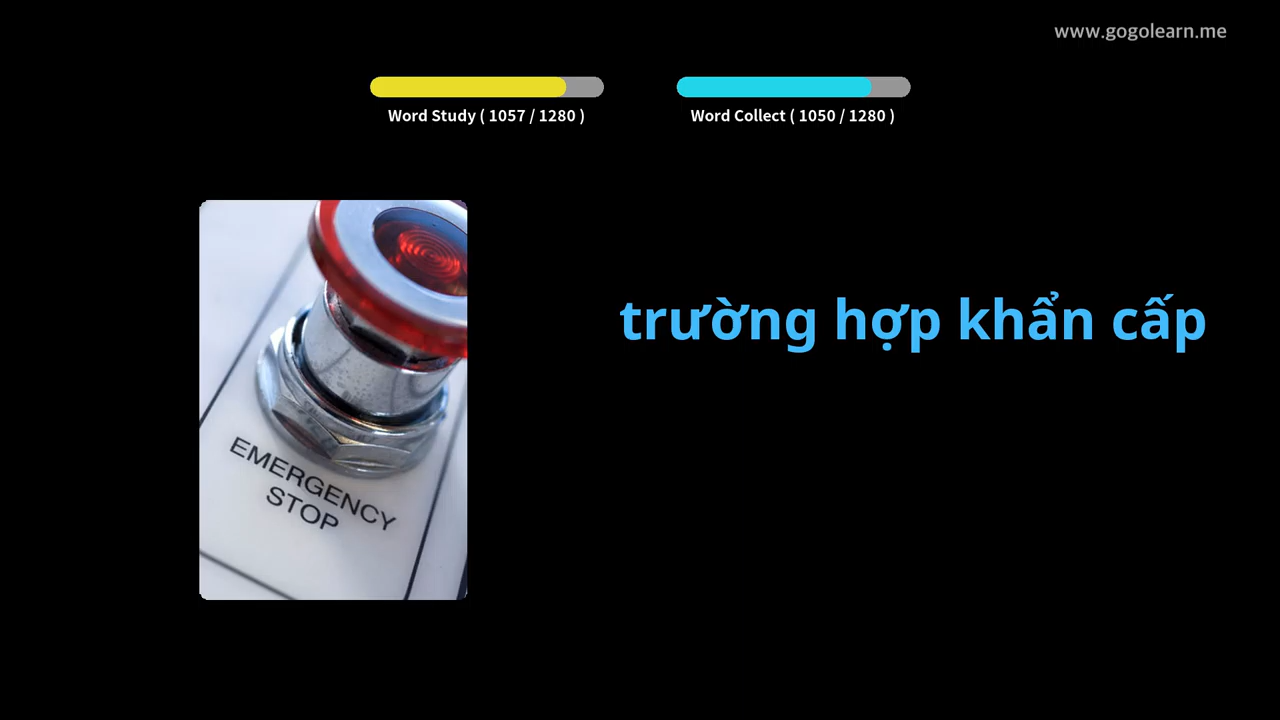 www.gogolearn.me
Word Study ( 1057 / 1280 )
Word Collect ( 1050 / 1280 )
trường hợp khẩn cấp
EMERGENCY
STOP